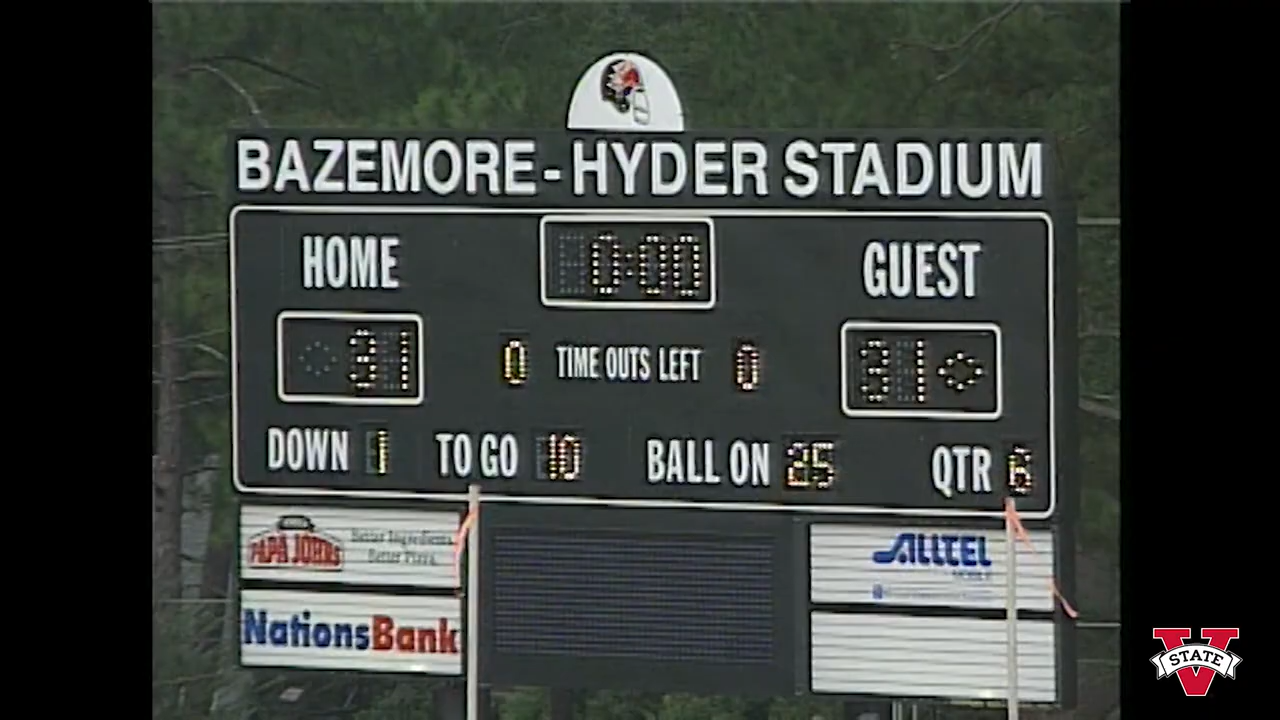 BAZEMORE-HYDER STADIUM
HOME 0:00 GUEST
31 0 TIME OUTS LEFT 0 31
DOWN 1 TO GO 10 BALL ON 25 QTR 6
PAPA JOHNS
Better Ingredients.
Better Pizza.
ALLTEL
MOBILE
NationsBank
V STATE